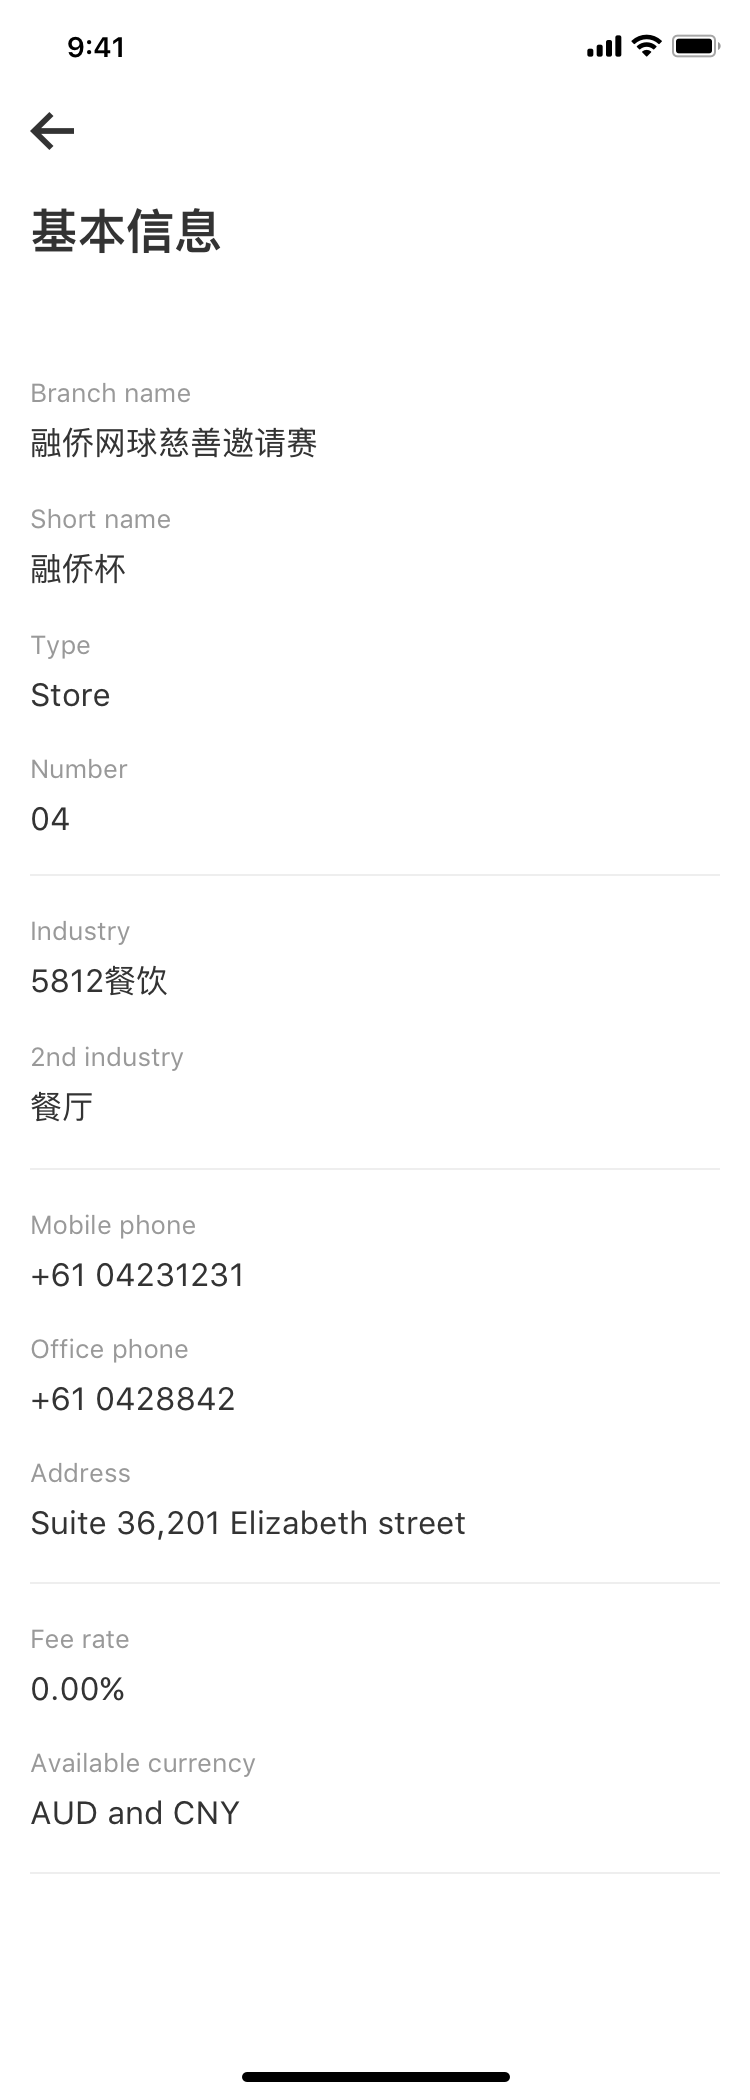 9:41
基本信息
Branch name
融侨网球慈善邀请赛
Short name
融侨杯
Type
Store
Number
04
Industry
5812餐饮
2nd industry
餐厅
Mobile phone
+61 04231231
Office phone
+61 0428842
Address
Suite 36,201 Elizabeth street
Fee rate
0.00%
Available currency
AUD and CNY